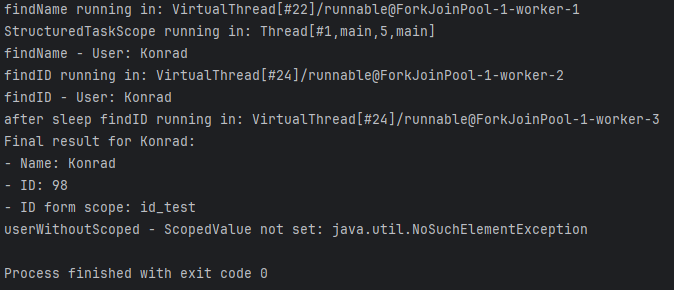 findName running in: VirtualThread[#22]/runnable@ForkJoinPool-1-worker-1
StructuredTaskScope running in: Thread[#1,main,5,main]
findName - User: Konrad
findID running in: VirtualThread[#24]/runnable@ForkJoinPool-1-worker-2
findID - User: Konrad
after sleep findID running in: VirtualThread[#24]/runnable@ForkJoinPool-1-worker-3
Final result for Konrad:
- Name: Konrad
- ID: 98
- ID form scope: id_test
userWithoutScoped - ScopedValue not set: java.util.NoSuchElementException
Process finished with exit code 0